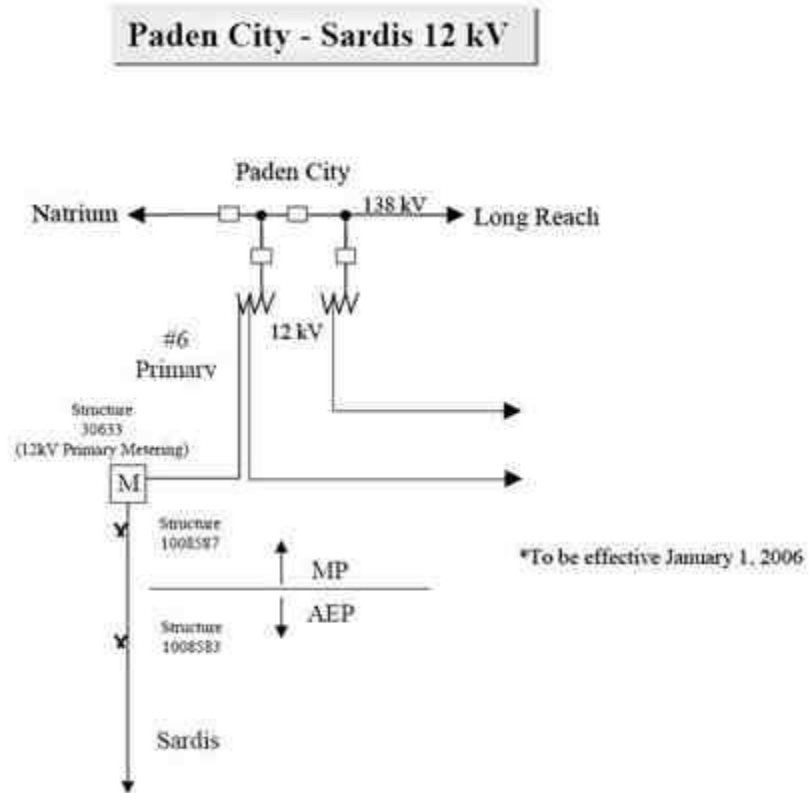 Paden City - Sardis 12 kV
Paden City
Natrium
138 kV
Long Reach
12 kV
#6
Primary
Structure
30633
(12kV Primary Metering)
M
Structure
1008587
*To be effective January 1, 2006
MP
AEP
Structure
1008583
Sardis